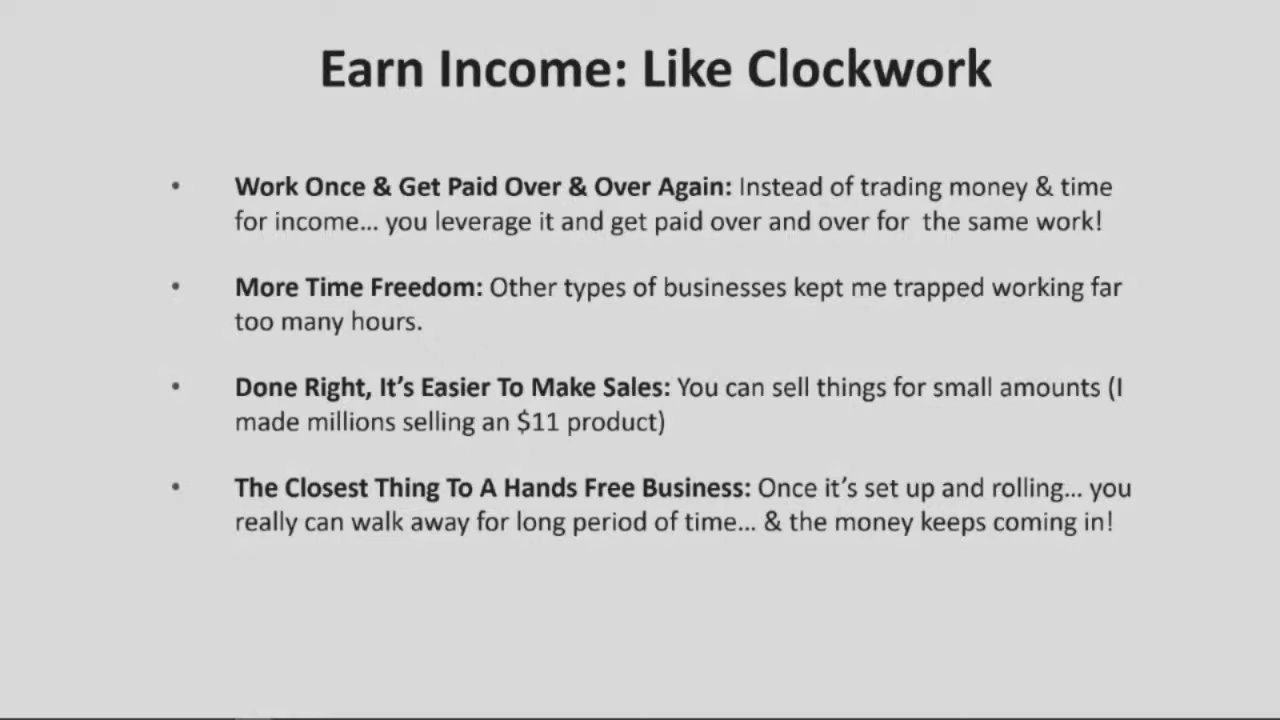 Earn Income: Like Clockwork
• Work Once & Get Paid Over & Over Again: Instead of trading money & time
for income... you leverage it and get paid over and over for  the same work!
• More Time Freedom: Other types of businesses kept me trapped working far
too many hours.
• Done Right, It’s Easier To Make Sales: You can sell things for small amounts (I
made millions selling an $11 product)
• The Closest Thing To A Hands Free Business: Once it’s set up and rolling... you
really can walk away for long period of time... & the money keeps coming in!